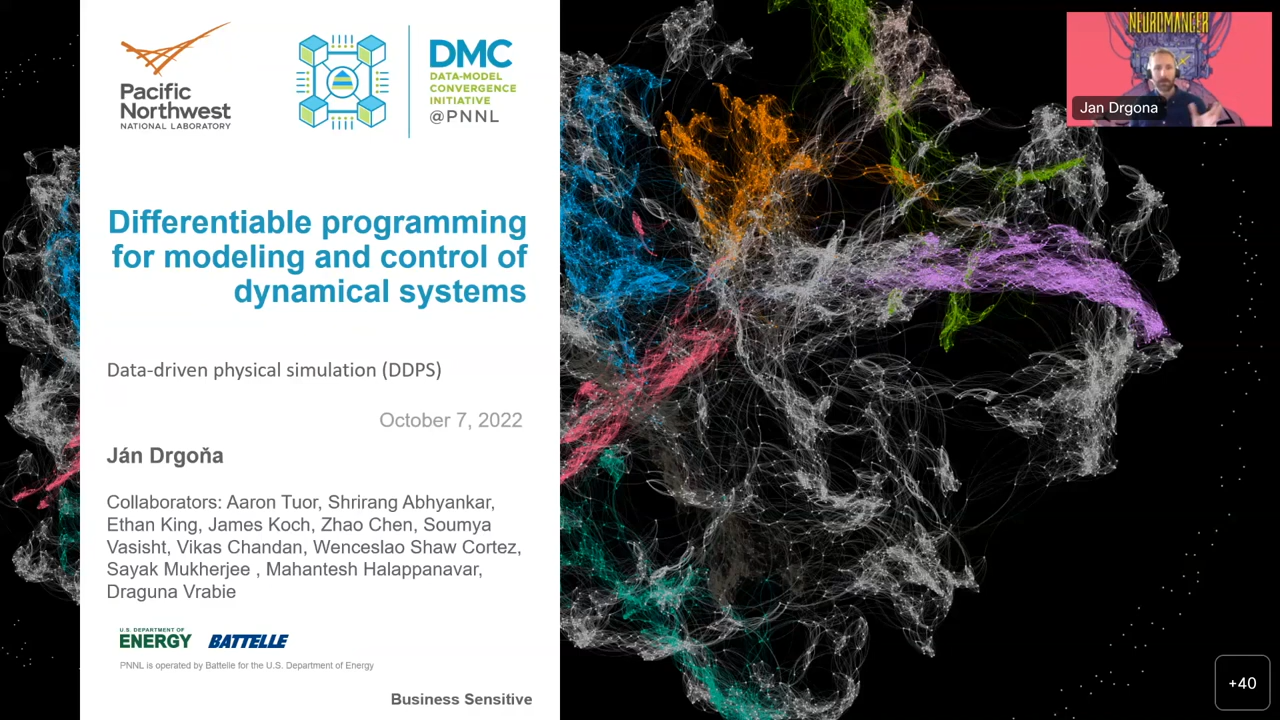 Pacific
Northwest
NATIONAL LABORATORY
DMC
DATA-MODEL
CONVERGENCE
INITIATIVE
@PNNL
Differentiable programming
for modeling and control of
dynamical systems
Data-driven physical simulation (DDPS)
October 7, 2022
Ján Drgoňa
Collaborators: Aaron Tuor, Shrirang Abhyankar,
Ethan King, James Koch, Zhao Chen, Soumya
Vasisht, Vikas Chandan, Wenceslao Shaw Cortez,
Sayak Mukherjee , Mahantesh Halappanavar,
Draguna Vrabie
U.S. DEPARTMENT OF
ENERGY
BATTELLE
PNNL is operated by Battelle for the U.S. Department of Energy
Business Sensitive
NEUROMANCER
Jan Drgona
+40